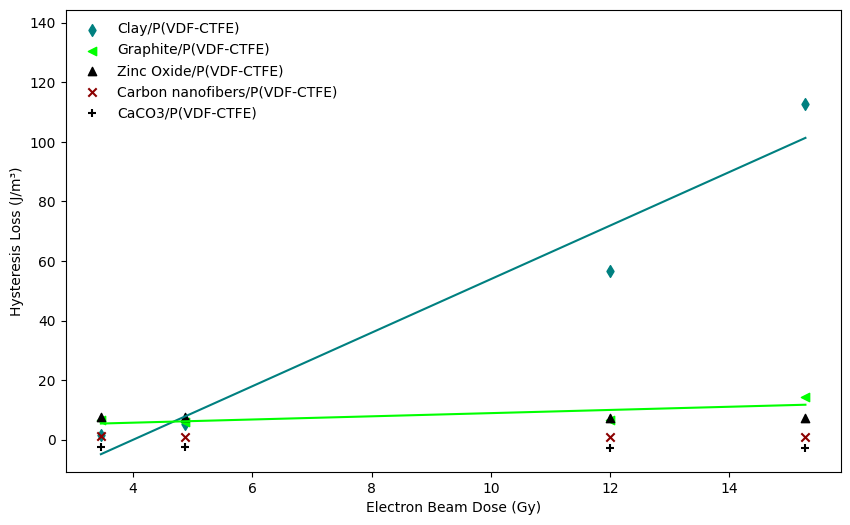 140
120
100
80
60
40
20
0
Hysteresis Loss (J/m³)
Clay/P(VDF-CTFE)
Graphite/P(VDF-CTFE)
Zinc Oxide/P(VDF-CTFE)
Carbon nanofibers/P(VDF-CTFE)
CaCO3/P(VDF-CTFE)
4 6 8 10 12 14
Electron Beam Dose (Gy)